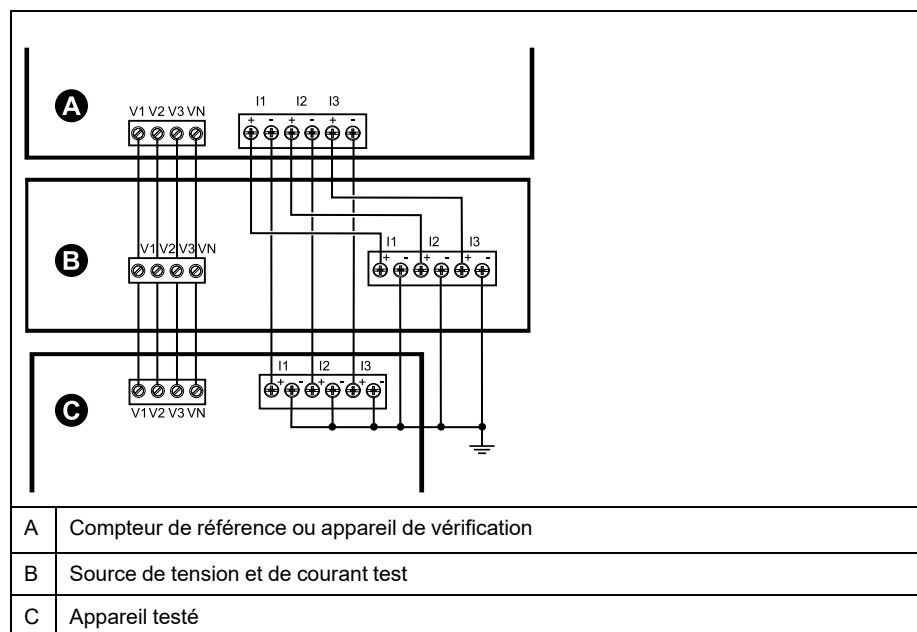 I1 I2 I3
A
V1 V2 V3 VN
+ - + - + -
V1 V2 V3 VN
I1 I2 I3
B
+ - + - + -
I1 I2 I3
+ - + - + -
C
V1 V2 V3 VN
A Compteur de référence ou appareil de vérification
B Source de tension et de courant test
C Appareil testé